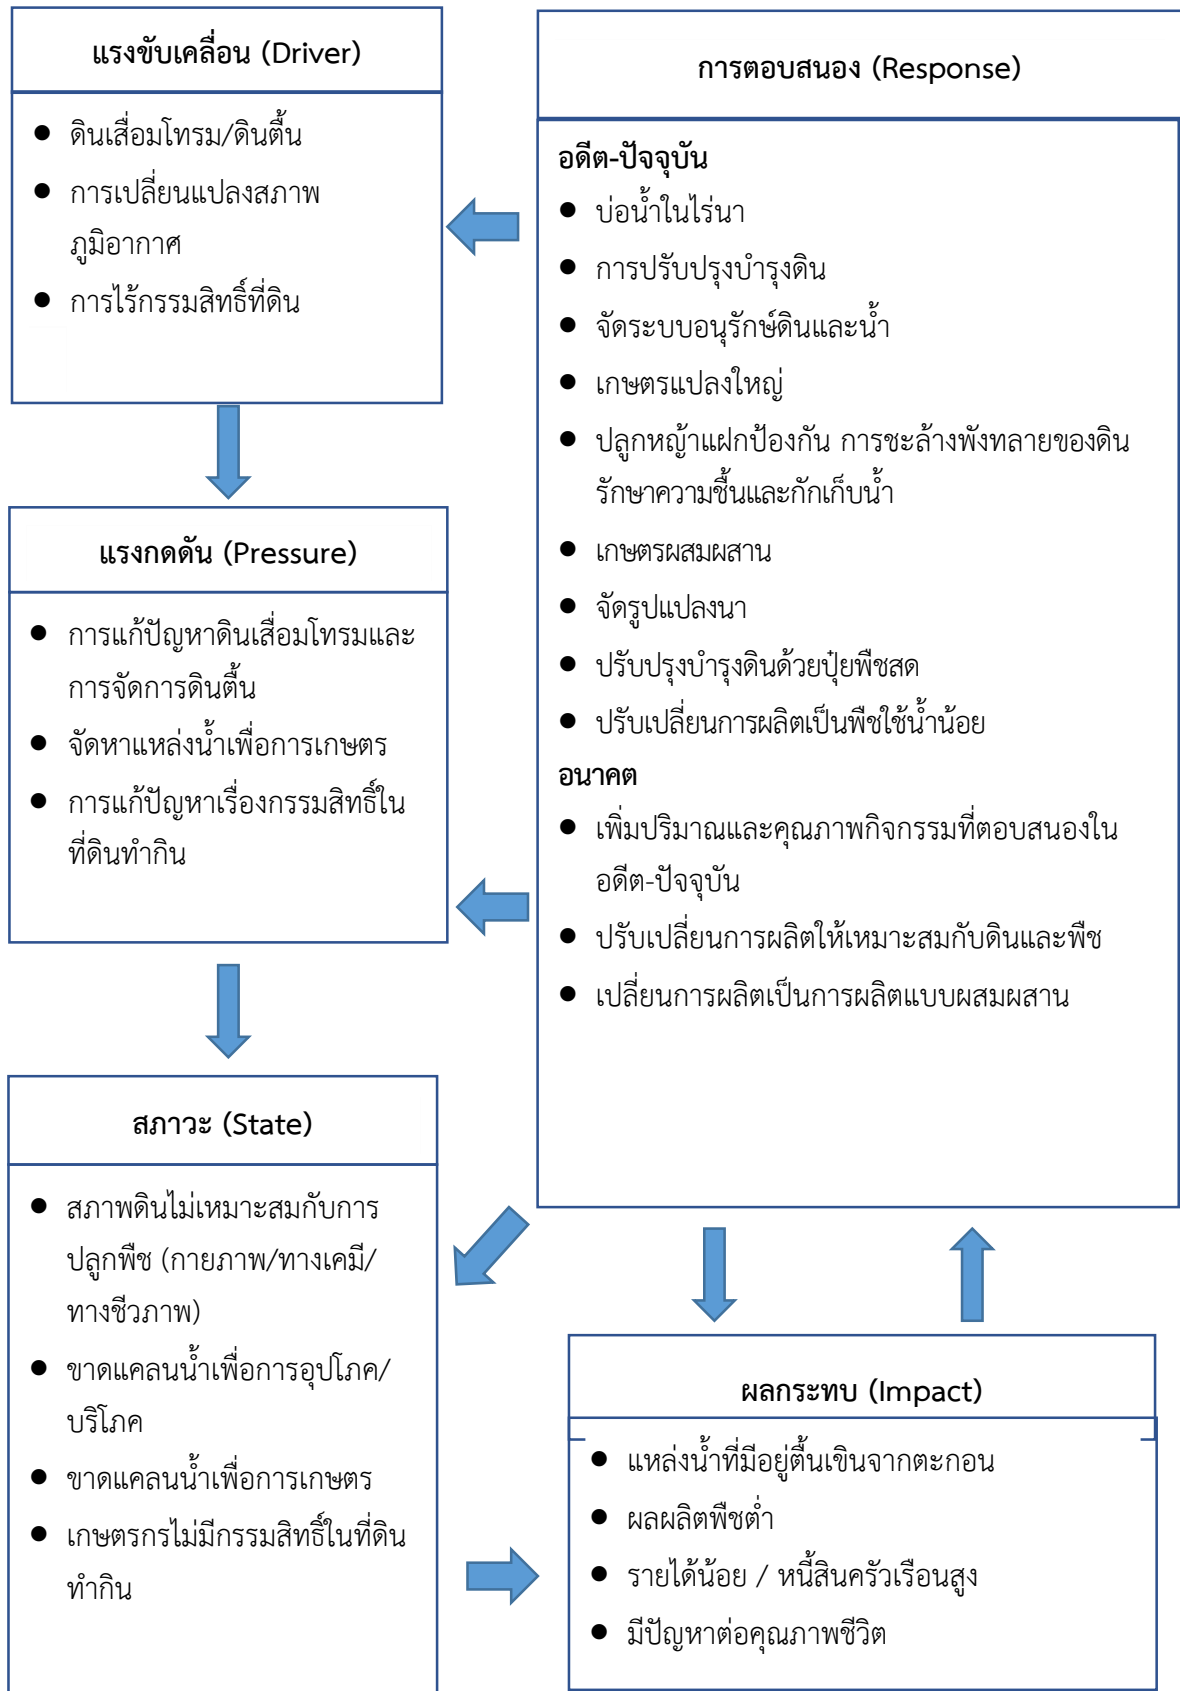 แรงขับเคลื่อน (Driver)
● ดินเสื่อมโทรม/ดินตื้น
● การเปลี่ยนแปลงสภาพ
ภูมิอากาศ
● การไร้กรรมสิทธิ์ที่ดิน
แรงกดดัน (Pressure)
● การแก้ปัญหาดินเสื่อมโทรมและ
การจัดการดินตื้น
● จัดหาแหล่งน้ำเพื่อการเกษตร
● การแก้ปัญหาเรื่องกรรมสิทธิ์ใน
ที่ดินทำกิน
สภาวะ (State)
● สภาพดินไม่เหมาะสมกับการ
ปลูกพืช (กายภาพ/ทางเคมี/
ทางชีวภาพ)
● ขาดแคลนน้ำเพื่อการอุปโภค/
บริโภค
● ขาดแคลนน้ำเพื่อการเกษตร
● เกษตรกรไม่มีกรรมสิทธิ์ในที่ดิน
ทำกิน
การตอบสนอง (Response)
อดีต-ปัจจุบัน
● บ่อน้ำในไร่นา
● การปรับปรุงบำรุงดิน
● จัดระบบอนุรักษ์ดินและน้ำ
● เกษตรแปลงใหญ่
● ปลูกหญ้าแฝกป้องกัน การชะล้างพังทลายของดิน
รักษาความชื้นและกักเก็บน้ำ
● เกษตรผสมผสาน
● จัดรูปแปลงนา
● ปรับปรุงบำรุงดินด้วยปุ๋ยพืชสด
● ปรับเปลี่ยนการผลิตเป็นพืชใช้น้ำน้อย
อนาคต
● เพิ่มปริมาณและคุณภาพกิจกรรมที่ตอบสนองใน
อดีต-ปัจจุบัน
● ปรับเปลี่ยนการผลิตให้เหมาะสมกับดินและพืช
● เปลี่ยนการผลิตเป็นการผลิตแบบผสมผสาน
ผลกระทบ (Impact)
● แหล่งน้ำที่มีอยู่ตื้นเขินจากตะกอน
● ผลผลิตพืชต่ำ
● รายได้น้อย / หนี้สินครัวเรือนสูง
● มีปัญหาต่อคุณภาพชีวิต